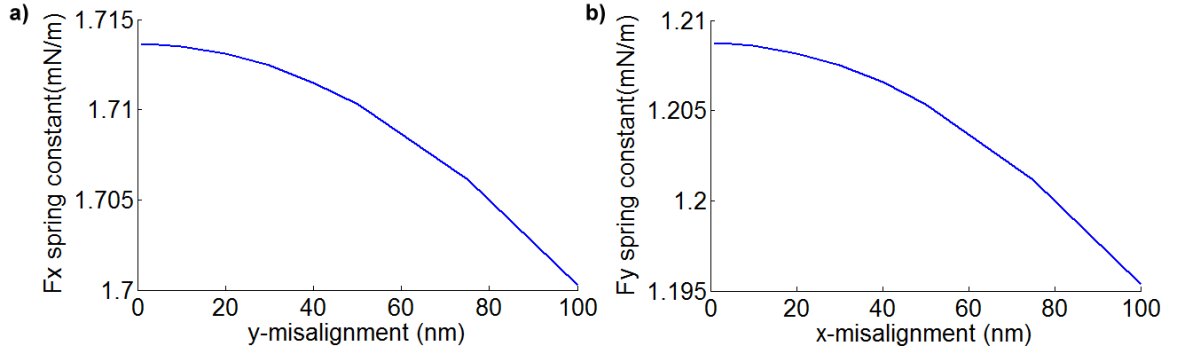 a)
Fx spring constant(mN/m)
1.715
1.71
1.705
1.7
0 20 40 60 80 100
y-misalignment (nm)
b)
Fy spring constant(mN/m)
1.21
1.205
1.2
1.195
0 20 40 60 80 100
x-misalignment (nm)